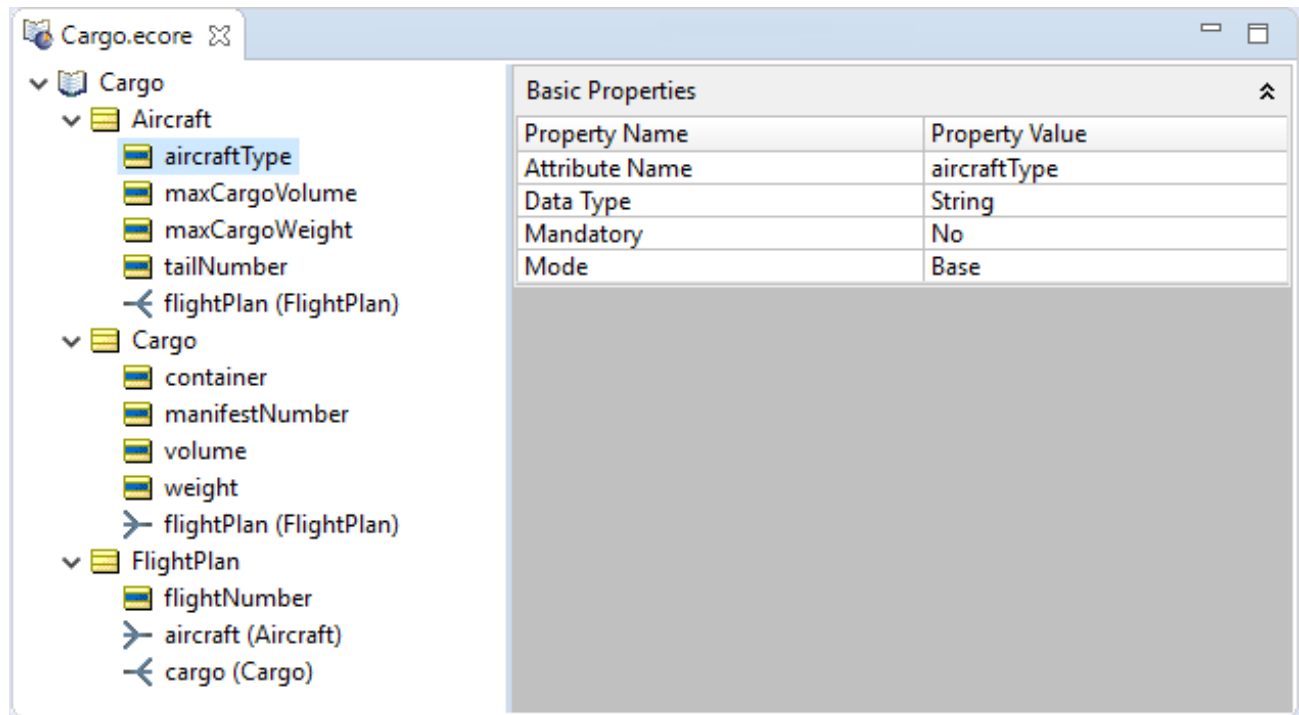 Cargo.ecore
Cargo
Aircraft
aircraftType
maxCargoVolume
maxCargoWeight
tailNumber
flightPlan (FlightPlan)
Cargo
container
manifestNumber
volume
weight
flightPlan (FlightPlan)
FlightPlan
flightNumber
aircraft (Aircraft)
cargo (Cargo)
Basic Properties
Property Name Property Value
Attribute Name aircraftType
Data Type String
Mandatory No
Mode Base